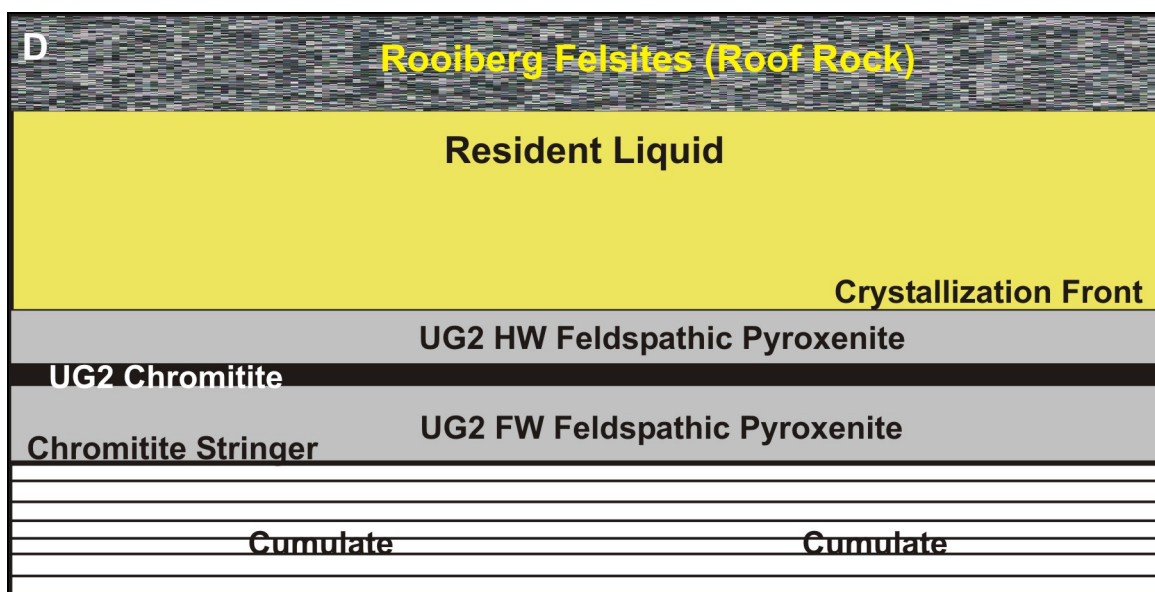 D
Rooiberg Felsites (Roof Rock)
Resident Liquid
Crystallization Front
UG2 HW Feldspathic Pyroxenite
UG2 Chromitite
UG2 FW Feldspathic Pyroxenite
Chromitite Stringer
Cumulate Cumulate